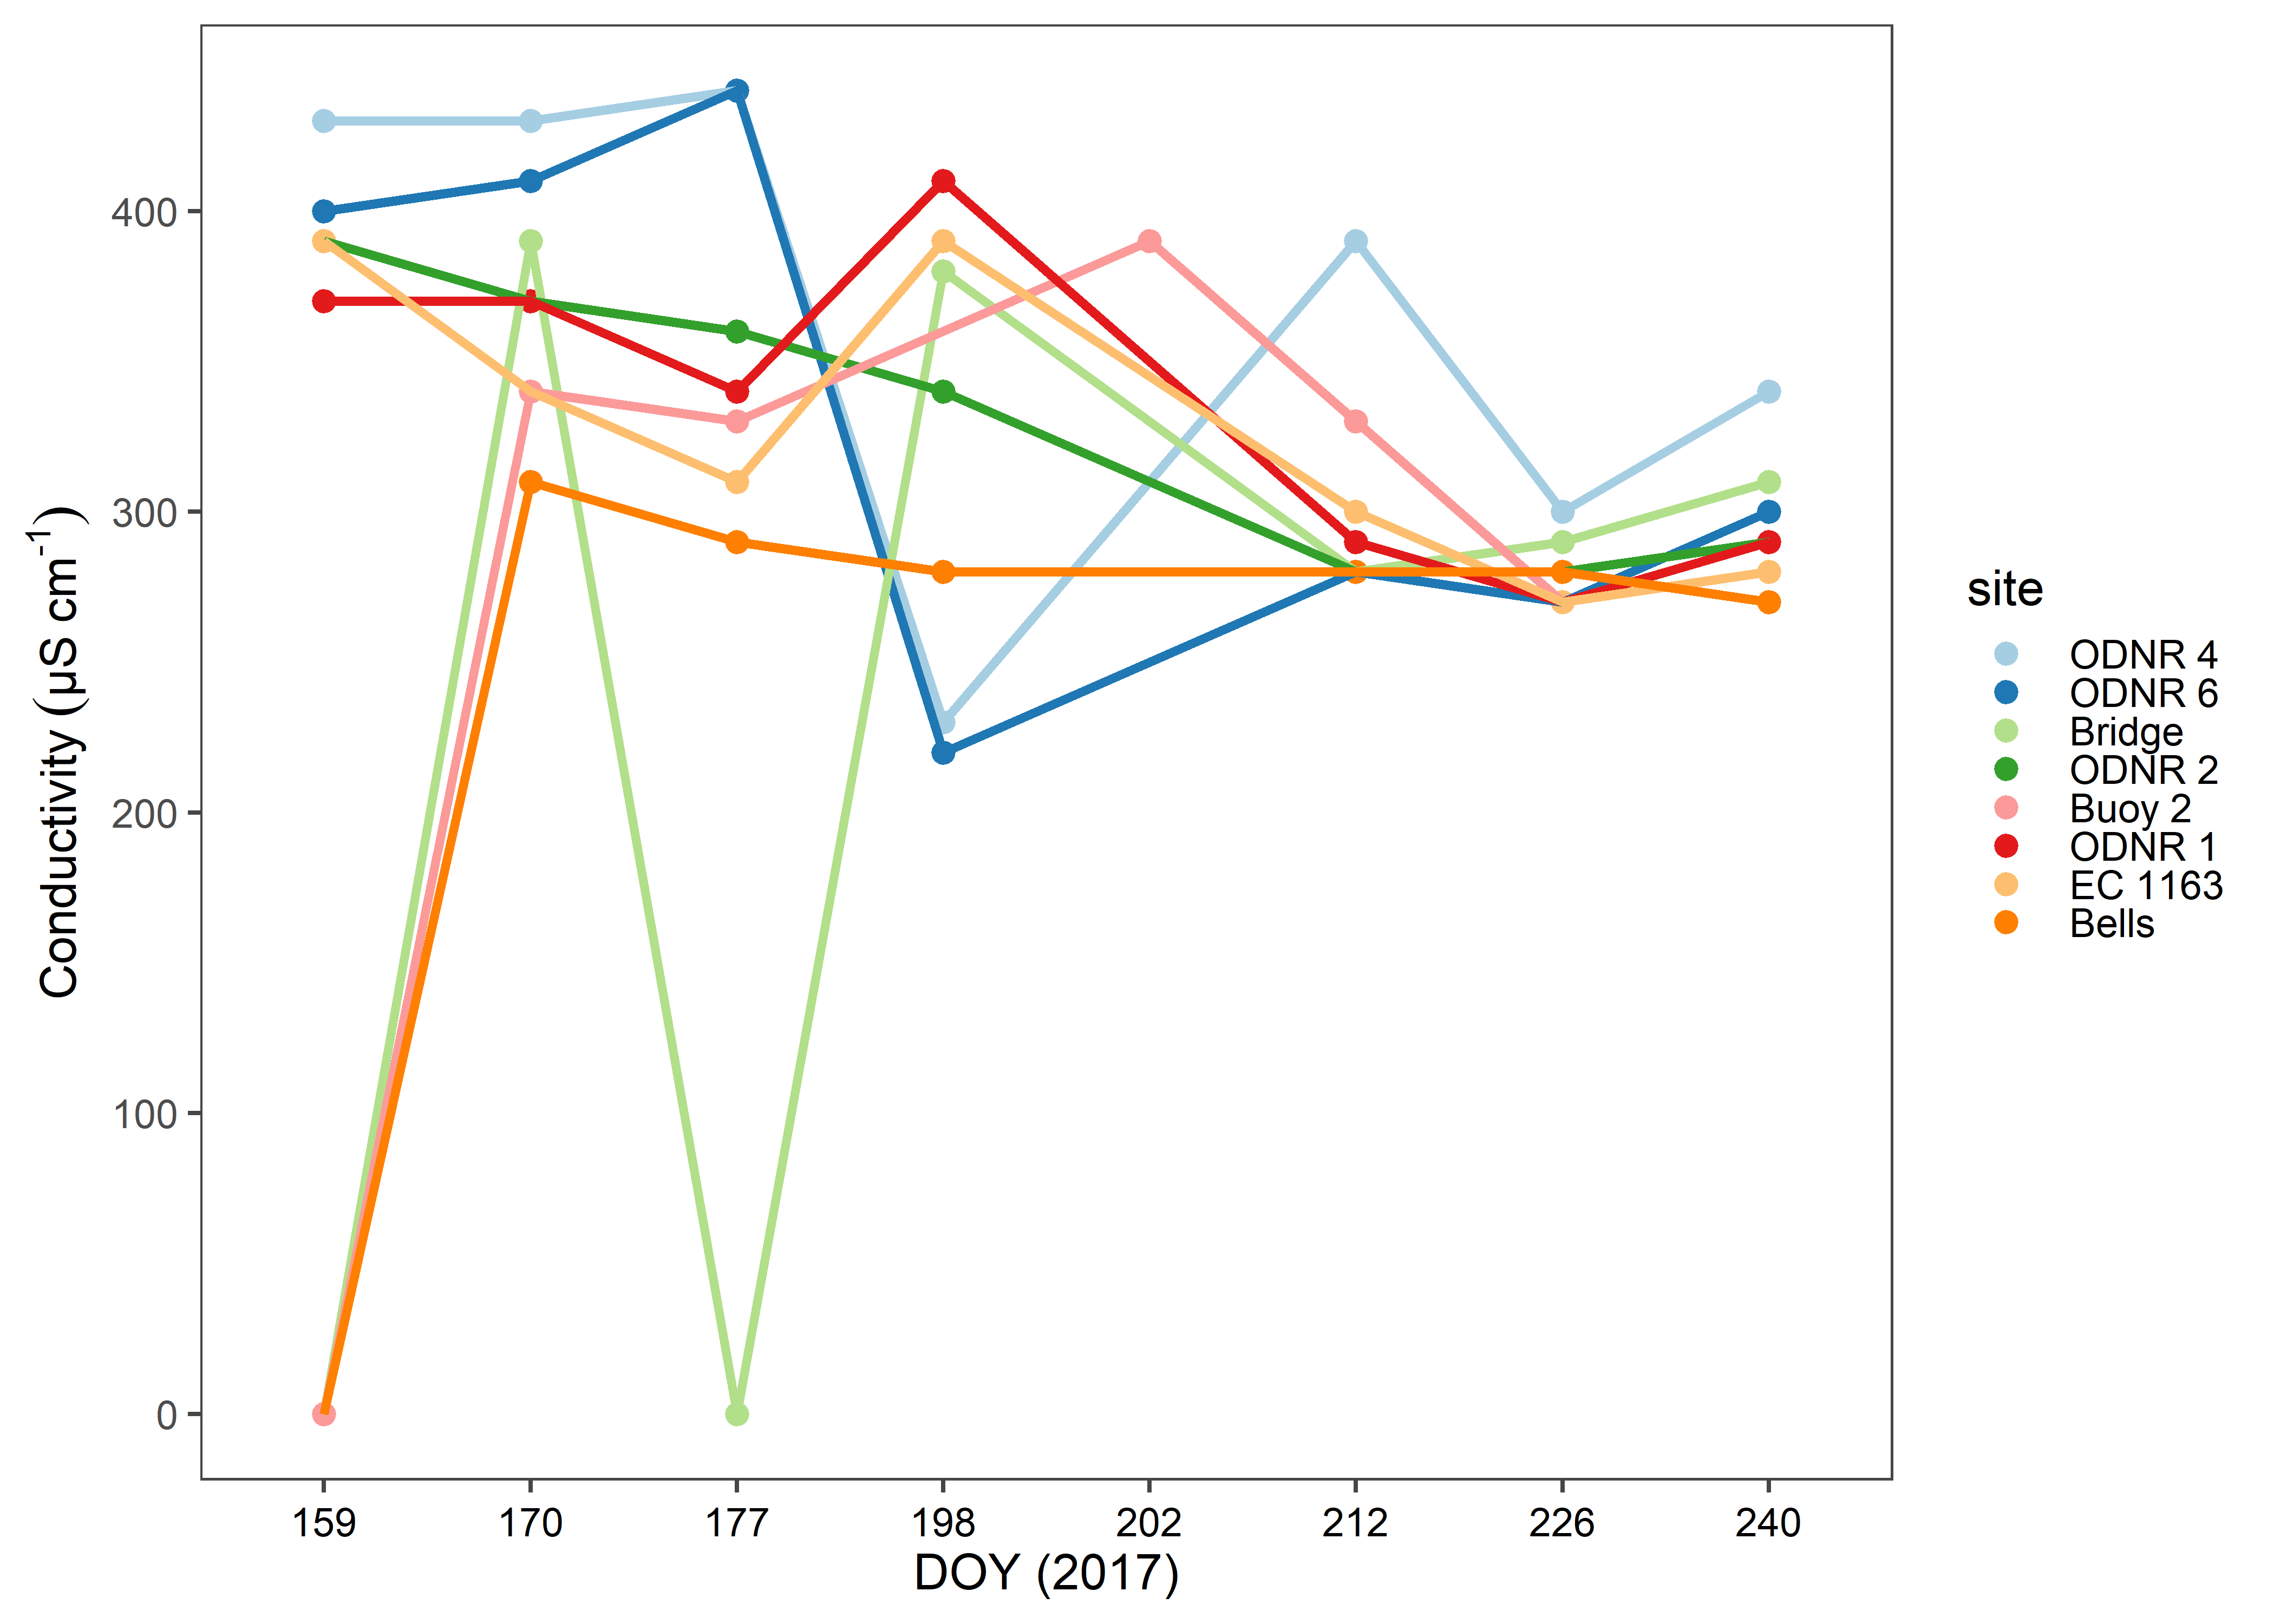 400
300
200
100
0
Conductivity (µS cm⁻¹)
159 170 177 198 202 212 226 240
DOY (2017)
site
ODNR 4
ODNR 6
Bridge
ODNR 2
Buoy 2
ODNR 1
EC 1163
Bells